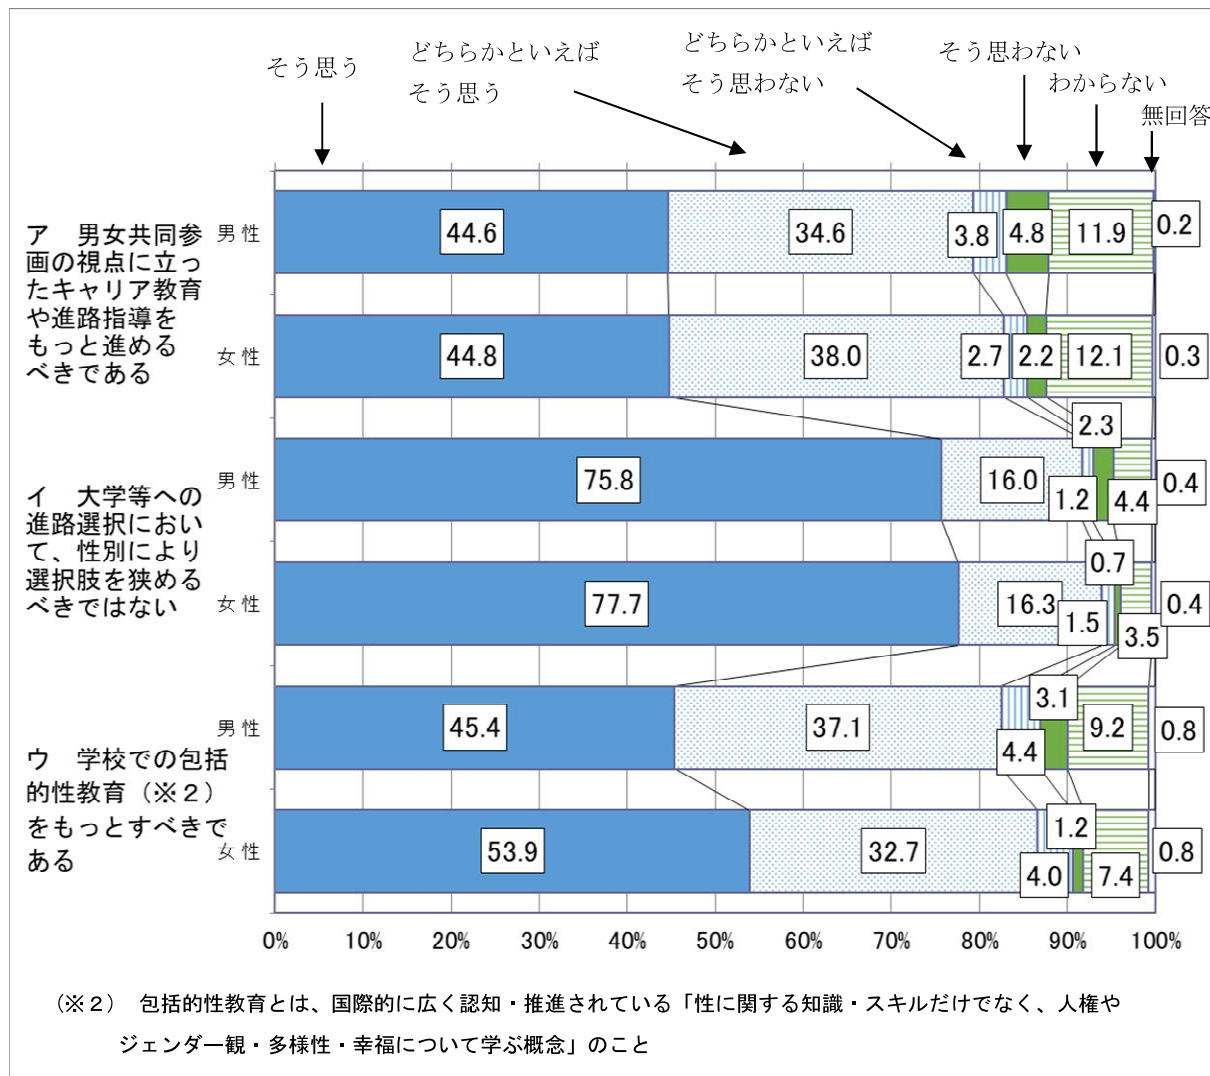 そう思う
どちらかといえば
そう思う
どちらかといえば
そう思わない
そう思わない
わからない
無回答
ア　男女共同参
画の視点に立っ
たキャリア教育
や進路指導を
もっと進める
べきである
男性
44.6
34.6
3.8
4.8
11.9
0.2
女性
44.8
38.0
2.7
2.2
12.1
0.3
イ　大学等への
進路選択におい
て、性別により
選択肢を狭める
べきではない
男性
75.8
16.0
1.2
2.3
4.4
0.4
女性
77.7
16.3
1.5
0.7
3.5
0.4
ウ　学校での包括
的性教育（※２）
をもっとすべきで
ある
男性
45.4
37.1
4.4
3.1
9.2
0.8
女性
53.9
32.7
4.0
1.2
7.4
0.8
0% 10% 20% 30% 40% 50% 60% 70% 80% 90% 100%
（※２）　包括的性教育とは、国際的に広く認知・推進されている「性に関する知識・スキルだけでなく、人権や
ジェンダー観・多様性・幸福について学ぶ概念」のこと